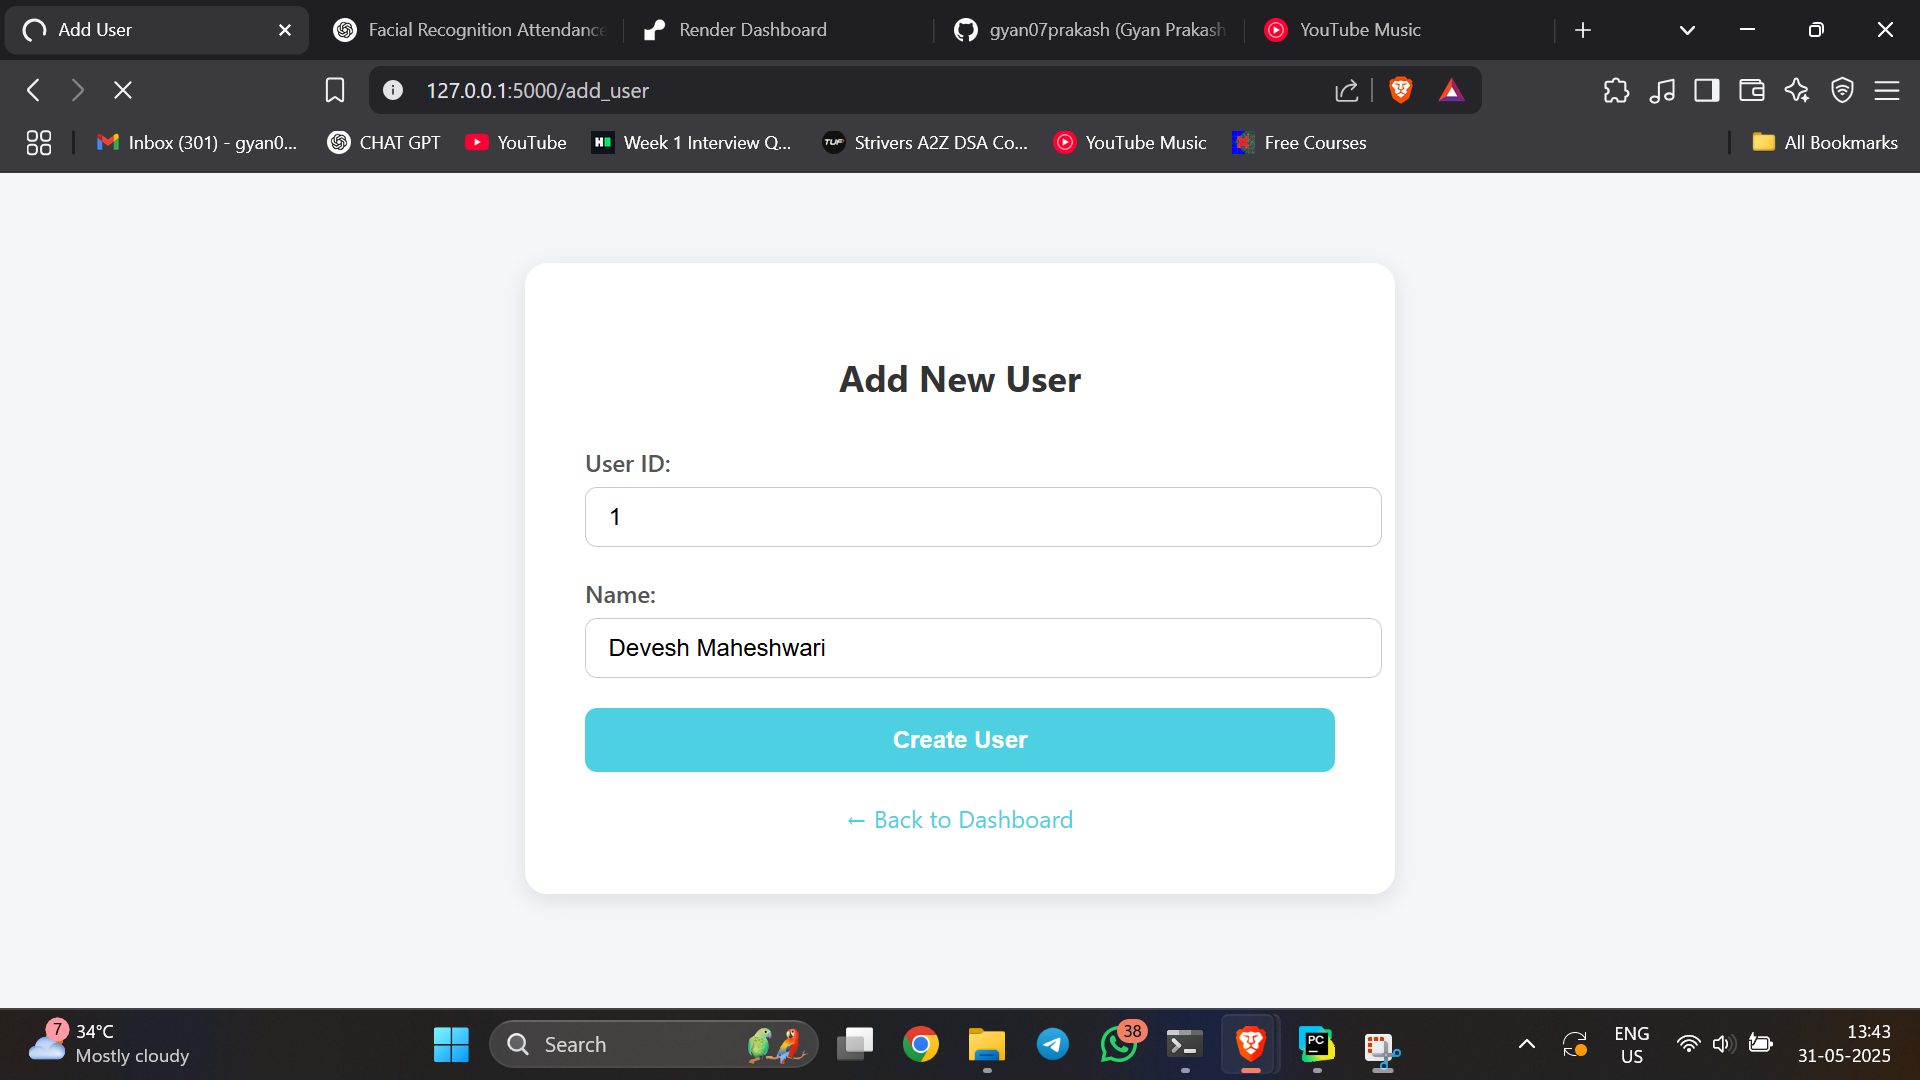 Add User
Facial Recognition Attendance
Render Dashboard
gyan07prakash (Gyan Prakash
YouTube Music
127.0.0.1:5000/add_user
Inbox (301) - gyan0...
CHAT GPT
YouTube
Week 1 Interview Q...
TUF
Strivers A2Z DSA Co...
YouTube Music
Free Courses
All Bookmarks
Add New User
User ID:
1
Name:
Devesh Maheshwari
Create User
← Back to Dashboard
7
34°C
Mostly cloudy
Search
38
PC
ENG
US
13:43
31-05-2025